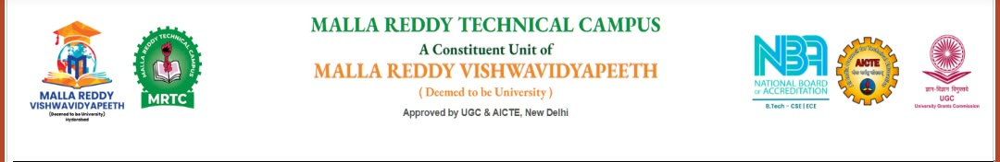 MALLA REDDY
VISHWAVIDYAPEETH
(Deemed to be University)
Hyderabad
MALLA REDDY TECHNICAL CAMPUS
MRTC
MALLA REDDY TECHNICAL CAMPUS
A Constituent Unit of
MALLA REDDY VISHWAVIDYAPEETH
( Deemed to be University )
Approved by UGC & AICTE, New Delhi
NBA
NATIONAL BOARD
OF ACCREDITATION
B.Tech - CSE | ECE
AICTE
ज्ञान-विज्ञान विमुक्तये
UGC
University Grants Commission